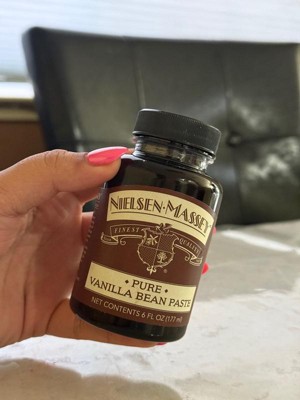 NIELSEN·MASSEY
FINEST QUALITY
®
• PURE •
VANILLA BEAN PASTE
NET CONTENTS 6 FL OZ (177 ml)